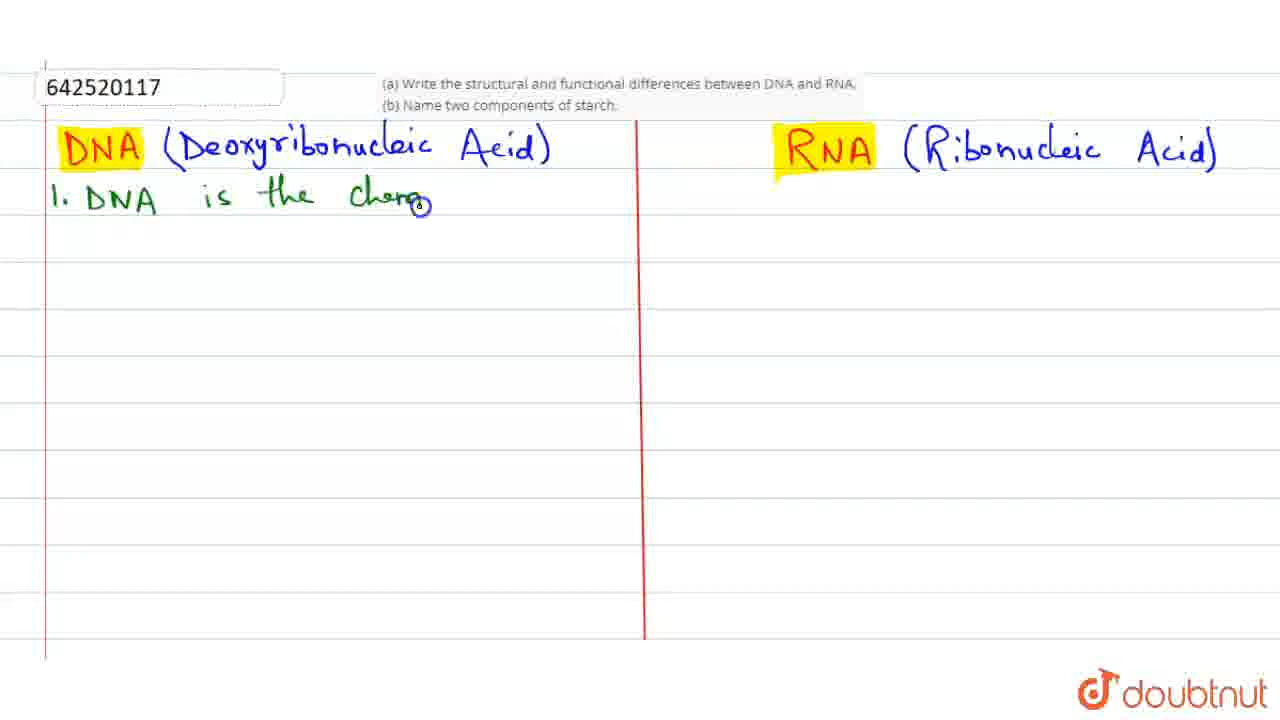 642520117
(a) Write the structural and functional differences between DNA and RNA.
(b) Name two components of starch.
DNA (Deoxyribonucleic Acid)
RNA (Ribonucleic Acid)
1. DNA is the
doubtnut